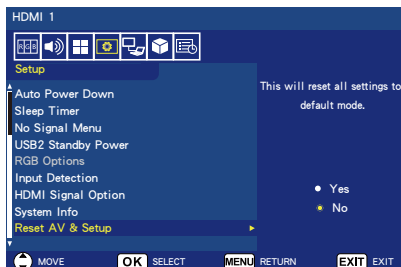 HDMI 1
RGB
Setup
Auto Power Down
Sleep Timer
No Signal Menu
USB2 Standby Power
RGB Options
Input Detection
HDMI Signal Option
System Info
Reset AV & Setup
This will reset all settings to
default mode.
Yes
No
MOVE OK SELECT MENU RETURN EXIT EXIT